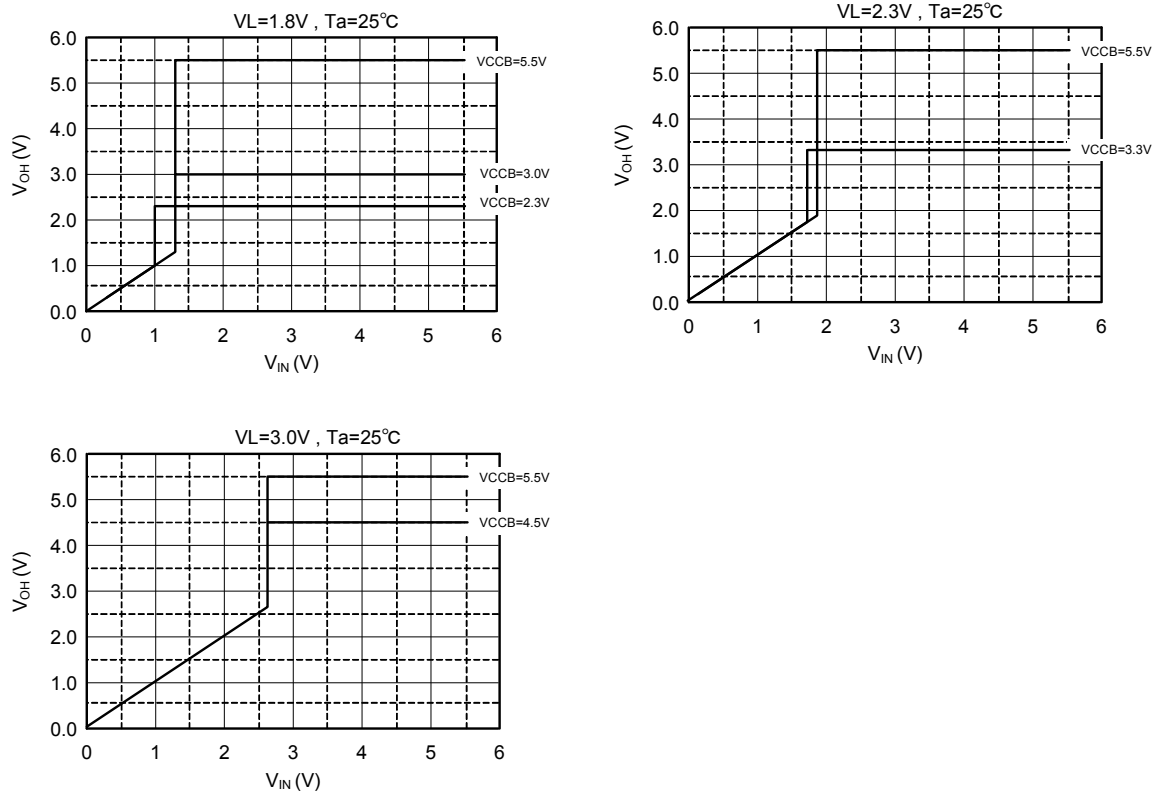 VL=1.8V , Ta=25°C
6.0
5.0
4.0
3.0
2.0
1.0
0.0
VOH (V)
VCCB=5.5V
VCCB=3.0V
VCCB=2.3V
0 1 2 3 4 5 6
VIN (V)
VL=2.3V , Ta=25°C
6.0
5.0
4.0
3.0
2.0
1.0
0.0
VOH (V)
VCCB=5.5V
VCCB=3.3V
0 1 2 3 4 5 6
VIN (V)
VL=3.0V , Ta=25°C
6.0
5.0
4.0
3.0
2.0
1.0
0.0
VOH (V)
VCCB=5.5V
VCCB=4.5V
0 1 2 3 4 5 6
VIN (V)